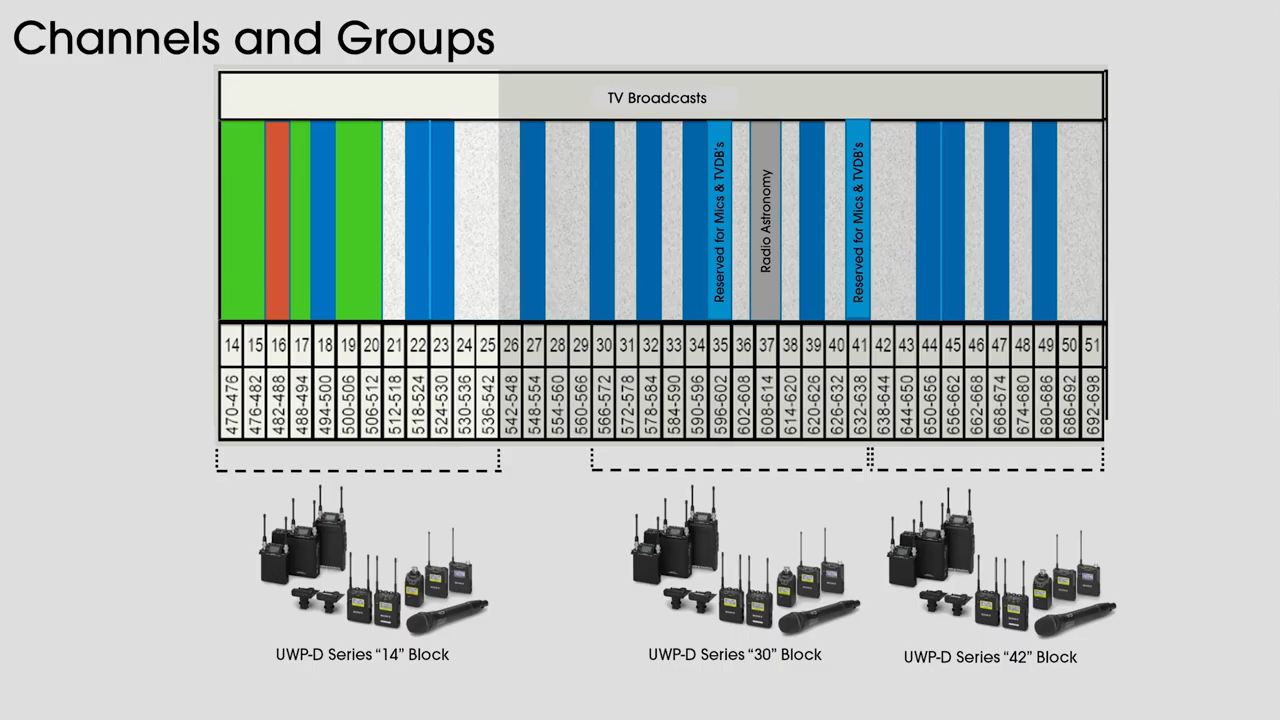 Channels and Groups
TV Broadcasts
Reserved for Mics & TVDB's
Radio Astronomy
Reserved for Mics & TVDB's
14 15 16 17 18 19 20 21 22 23 24 25 26 27 28 29 30 31 32 33 34 35 36 37 38 39 40 41 42 43 44 45 46 47 48 49 50 51
470-476 476-482 482-488 488-494 494-500 500-506 506-512 512-518 518-524 524-530 530-536 536-542 542-548 548-554 554-560 560-566 566-572 572-578 578-584 584-590 590-596 596-602 602-608 608-614 614-620 620-626 626-632 632-638 638-644 644-650 650-656 656-662 662-668 668-674 674-680 680-686 686-692 692-698
UWP-D Series “14” Block
UWP-D Series “30” Block
UWP-D Series “42” Block